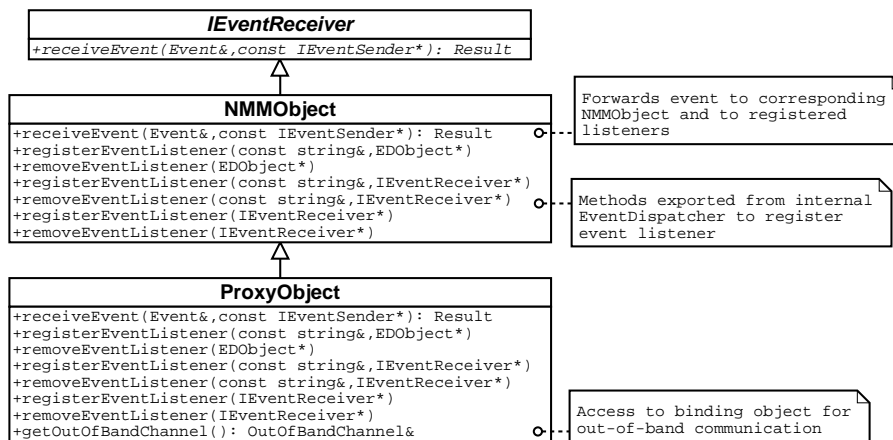 IEventReceiver
+receiveEvent(Event&,const IEventSender*): Result
NMMObject
+receiveEvent(Event&,const IEventSender*): Result
+registerEventListener(const string&,EDObject*)
+removeEventListener(EDObject*)
+registerEventListener(const string&,IEventReceiver*)
+removeEventListener(const string&,IEventReceiver*)
+registerEventListener(IEventReceiver*)
+removeEventListener(IEventReceiver*)
Forwards event to corresponding
NMMObject and to registered
listeners
Methods exported from internal
EventDispatcher to register
event listener
ProxyObject
+receiveEvent(Event&,const IEventSender*): Result
+registerEventListener(const string&,EDObject*)
+removeEventListener(EDObject*)
+registerEventListener(const string&,IEventReceiver*)
+removeEventListener(const string&,IEventReceiver*)
+registerEventListener(IEventReceiver*)
+removeEventListener(IEventReceiver*)
+getOutOfBandChannel(): OutOfBandChannel&
Access to binding object for
out-of-band communication